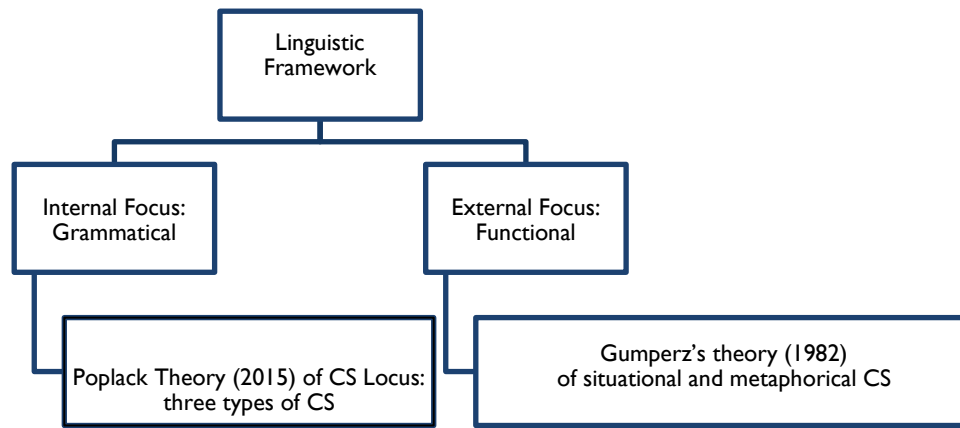 Linguistic
Framework
Internal Focus:
Grammatical
External Focus:
Functional
Poplack Theory (2015) of CS Locus:
three types of CS
Gumperz's theory (1982)
of situational and metaphorical CS